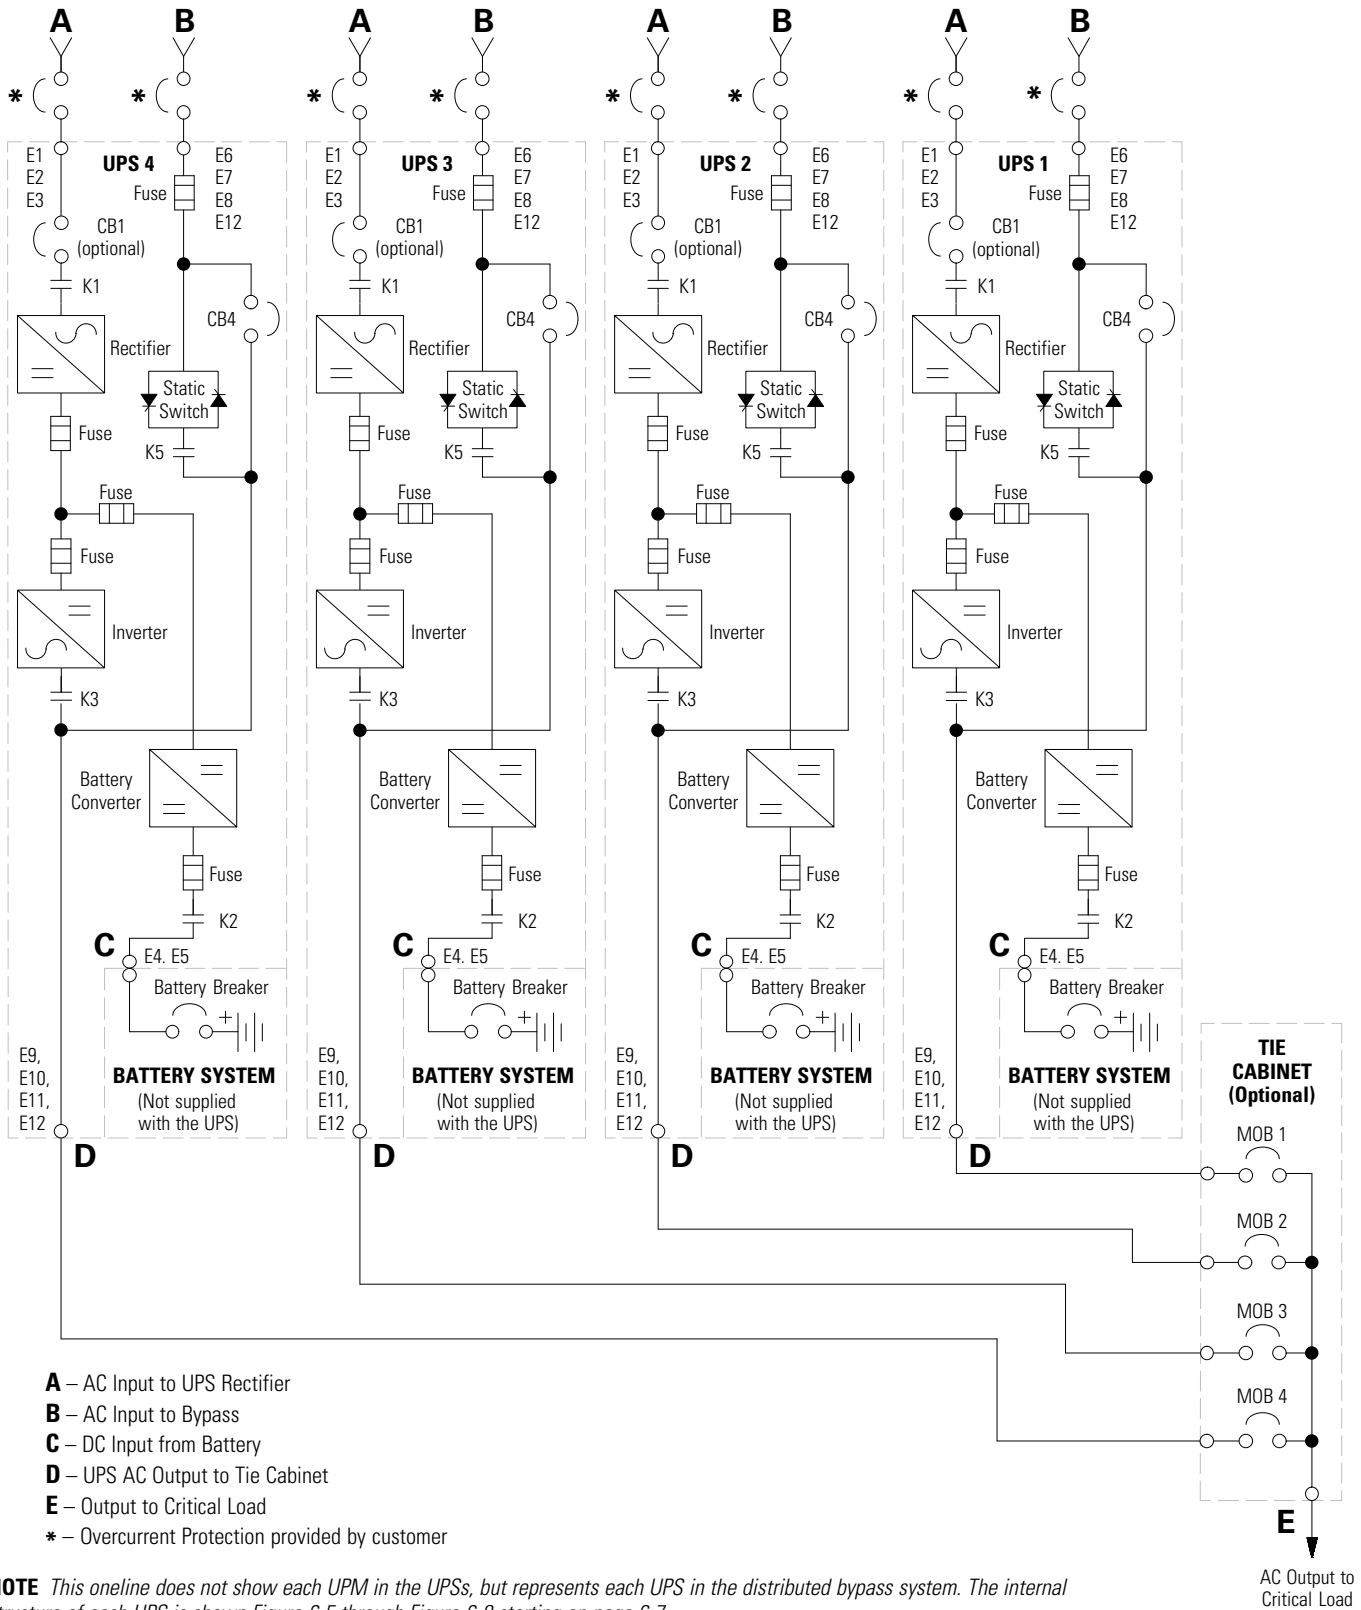 A B A B A B A B
* * * * * * * *
E1 E2 E3 UPS 4 Fuse E6 E7 E8 E12
CB1 (optional)
K1
CB4
Rectifier
Static Switch
Fuse
K5
Fuse
Fuse
Inverter
K3
Battery Converter
Fuse
K2
C E4. E5
Battery Breaker
+
BATTERY SYSTEM
(Not supplied with the UPS)
E9, E10, E11, E12
D
E1 E2 E3 UPS 3 Fuse E6 E7 E8 E12
CB1 (optional)
K1
CB4
Rectifier
Static Switch
Fuse
K5
Fuse
Fuse
Inverter
K3
Battery Converter
Fuse
K2
C E4. E5
Battery Breaker
+
BATTERY SYSTEM
(Not supplied with the UPS)
E9, E10, E11, E12
D
E1 E2 E3 UPS 2 Fuse E6 E7 E8 E12
CB1 (optional)
K1
CB4
Rectifier
Static Switch
Fuse
K5
Fuse
Fuse
Inverter
K3
Battery Converter
Fuse
K2
C E4. E5
Battery Breaker
+
BATTERY SYSTEM
(Not supplied with the UPS)
E9, E10, E11, E12
D
E1 E2 E3 UPS 1 Fuse E6 E7 E8 E12
CB1 (optional)
K1
CB4
Rectifier
Static Switch
Fuse
K5
Fuse
Fuse
Inverter
K3
Battery Converter
Fuse
K2
C E4. E5
Battery Breaker
+
BATTERY SYSTEM
(Not supplied with the UPS)
E9, E10, E11, E12
D
TIE
CABINET
(Optional)
MOB 1
MOB 2
MOB 3
MOB 4
E
AC Output to
Critical Load
A – AC Input to UPS Rectifier
B – AC Input to Bypass
C – DC Input from Battery
D – UPS AC Output to Tie Cabinet
E – Output to Critical Load
* – Overcurrent Protection provided by customer
This oneline does not show each UPM in the UPSs, but represents each UPS in the distributed bypass system. The internal